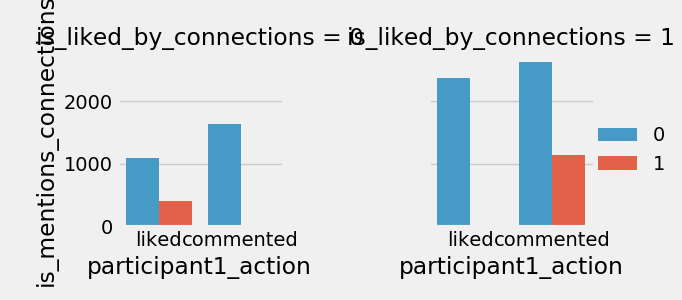 is_liked_by_connections = 0
is_liked_by_connections = 1
is_mentions_connections
2000
1000
0
liked
commented
liked
commented
participant1_action
participant1_action
0
1